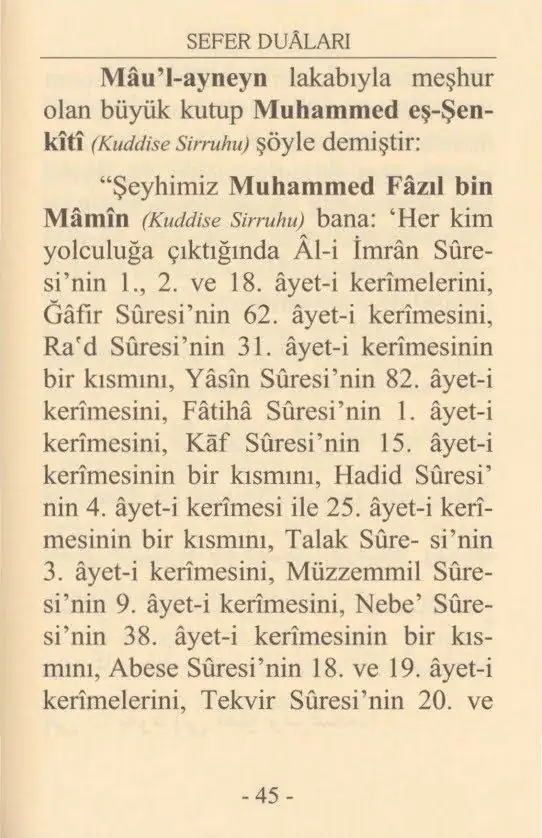 SEFER DUÂLARI
Mâu’l-ayneyn lakabıyla meşhur
olan büyük kutup Muhammed eş-Şen-
kîtî (Kuddise Sirruhu) şöyle demiştir:
“Şeyhimiz Muhammed Fâzıl bin
Mâmîn (Kuddise Sirruhu) bana: ‘Her kim
yolculuğa çıktığında Âl-i İmrân Sûre-
si’nin 1., 2. ve 18. âyet-i kerîmelerini,
Ğâfir Sûresi’nin 62. âyet-i kerîmesini,
Ra‘d Sûresi’nin 31. âyet-i kerîmesinin
bir kısmını, Yâsîn Sûresi’nin 82. âyet-i
kerîmesini, Fâtihâ Sûresi’nin 1. âyet-i
kerîmesini, Kāf Sûresi’nin 15. âyet-i
kerîmesinin bir kısmını, Hadid Sûresi’
nin 4. âyet-i kerîmesi ile 25. âyet-i kerî-
mesinin bir kısmını, Talak Sûre- si’nin
3. âyet-i kerîmesini, Müzzemmil Sûre-
si’nin 9. âyet-i kerîmesini, Nebe’ Sûre-
si’nin 38. âyet-i kerîmesinin bir kıs-
mını, Abese Sûresi’nin 18. ve 19. âyet-i
kerîmelerini, Tekvir Sûresi’nin 20. ve
- 45 -